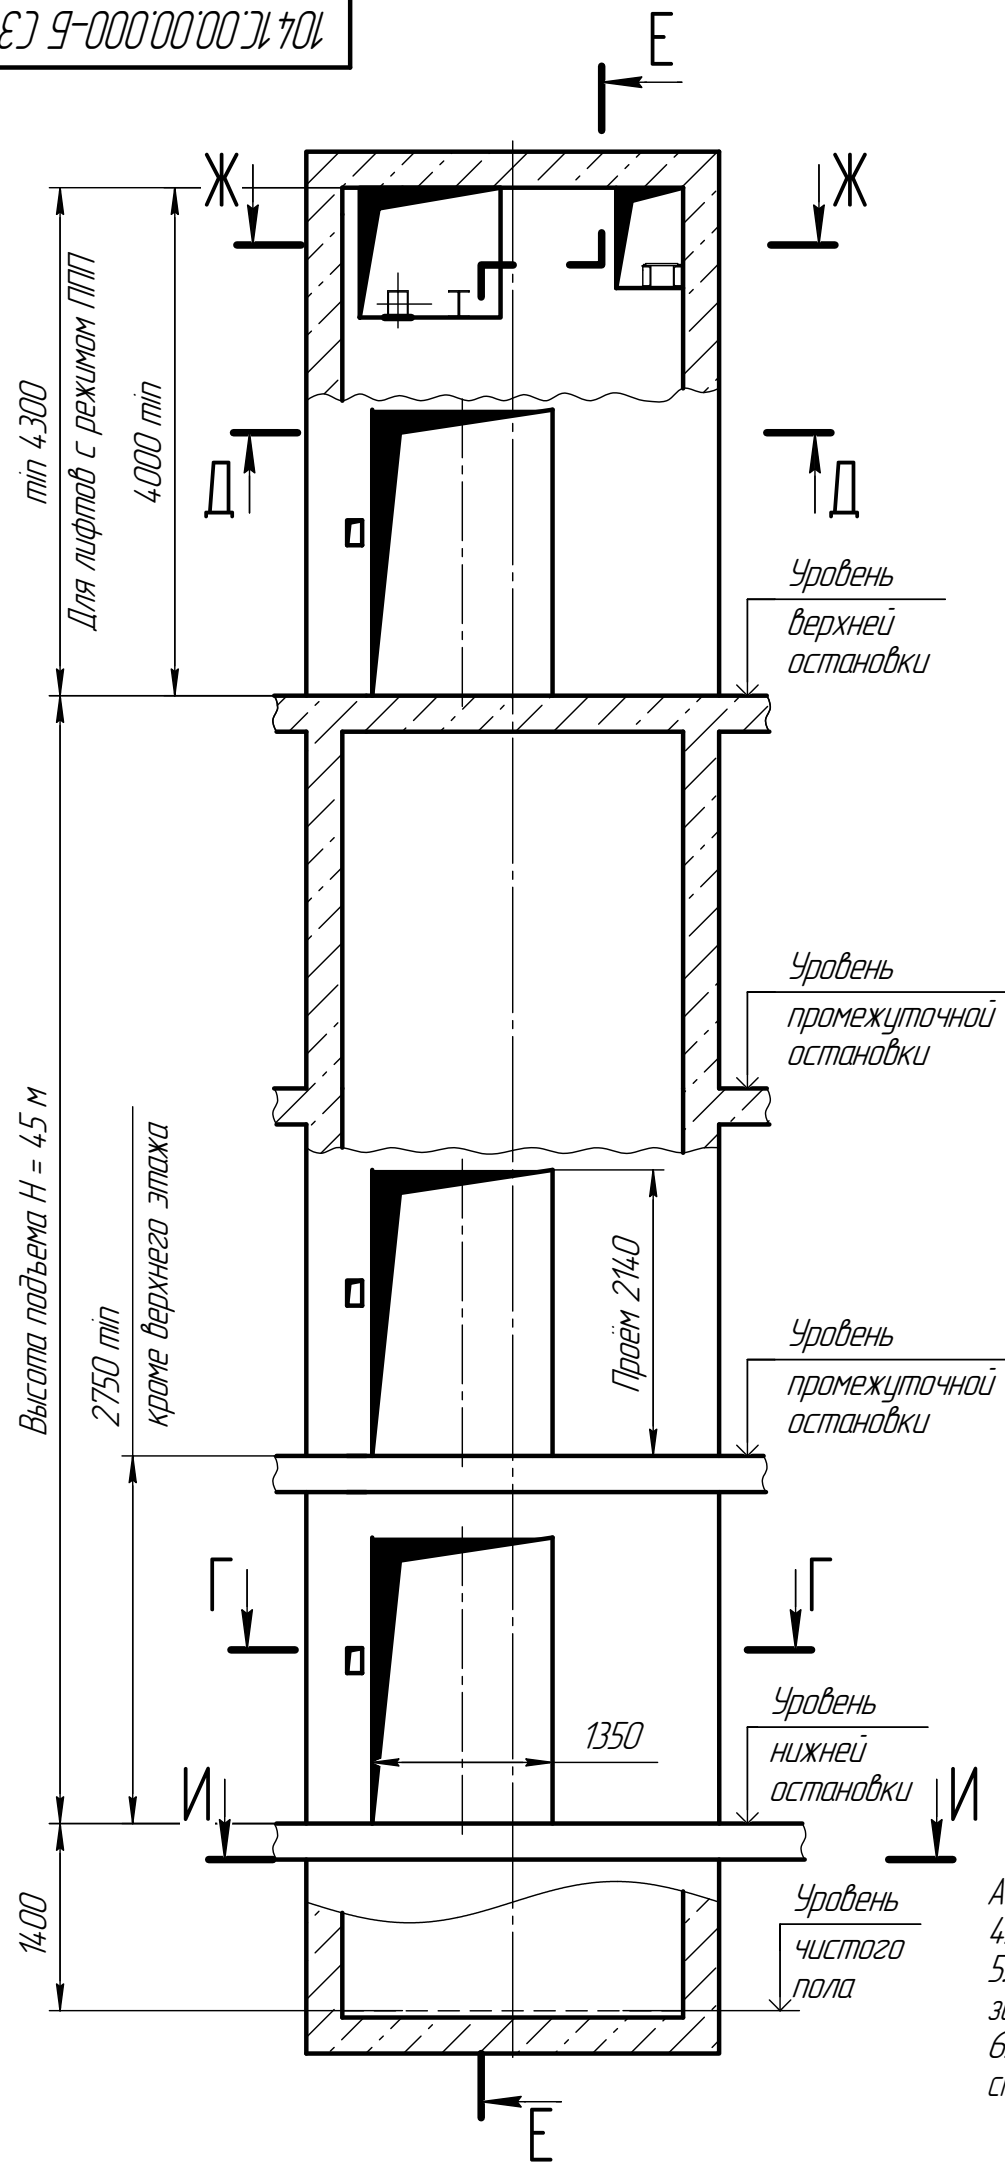 1041С.00.00.000-Б СЗ
Е
Ж
Ж
min 4300
Для лифтов с режимом ППП
4000 min
Д
Д
Уровень
верхней
остановки
Уровень
промежуточной
остановки
Высота подъема H = 45 м
2750 min
кроме верхнего этажа
Проём 2140
Уровень
промежуточной
остановки
Г
Г
1350
Уровень
нижней
остановки
И
И
1400
Уровень
чистого
пола
Е